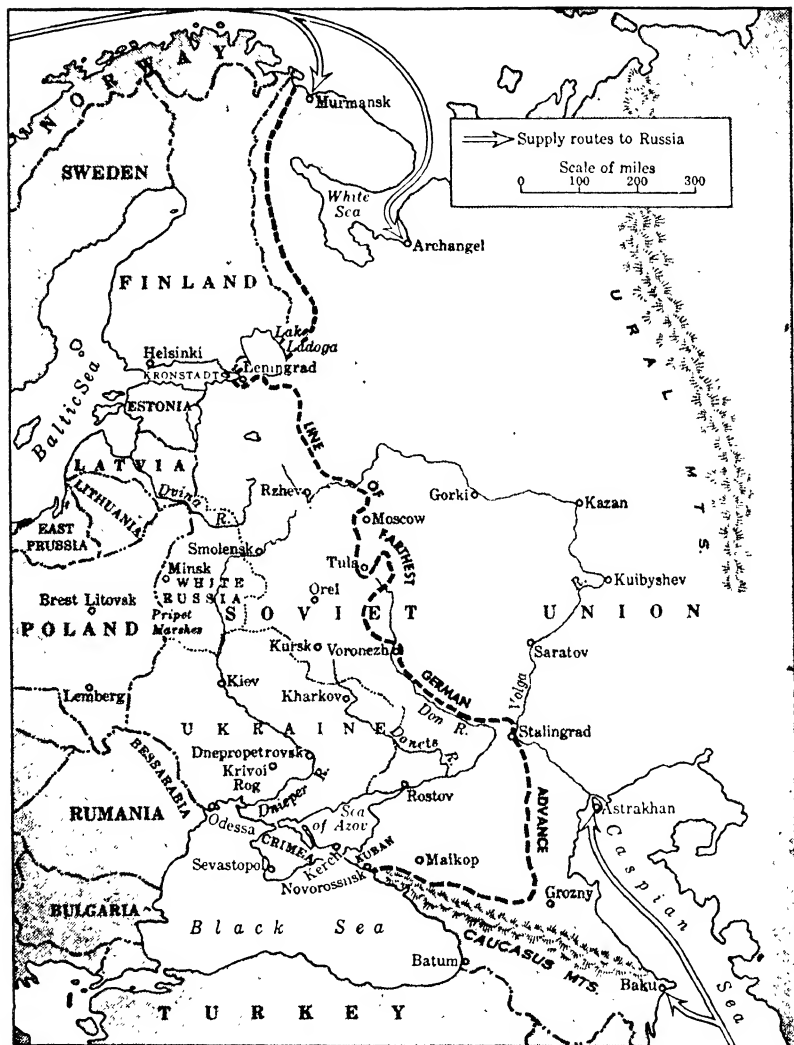 NORWAY
Murmansk
Supply routes to Russia
Scale of miles
0 100 200 300
SWEDEN
White
Sea
Archangel
FINLAND
URAL MTS.
Lake
Ladoga
Helsinki
KRONSTADT
Leningrad
Baltic Sea
ESTONIA
LINE OF FARTHEST GERMAN ADVANCE
LATVIA
Dvina R.
Rzhev
Gorki
Kazan
LITHUANIA
Moscow
EAST
PRUSSIA
Smolensk
Tula
Minsk
WHITE
RUSSIA
R.
Kuibyshev
Brest Litovsk
Orel
SOVIET UNION
POLAND
Pripet
Marshes
Kursk
Voronezh
Saratov
Volga
Lemberg
Kiev
Kharkov
Don R.
UKRAINE
Donets R.
Stalingrad
BESSARABIA
Dnepropetrovsk
Krivoi
Rog
Dnieper R.
Rostov
RUMANIA
Odessa
Sea
of Azov
Astrakhan
CRIMEA
Kerch
KUBAN
Maikop
Sevastopol
Novorossiisk
Grozny
Caspian Sea
BULGARIA
Black Sea
CAUCASUS MTS.
Batum
Baku
TURKEY